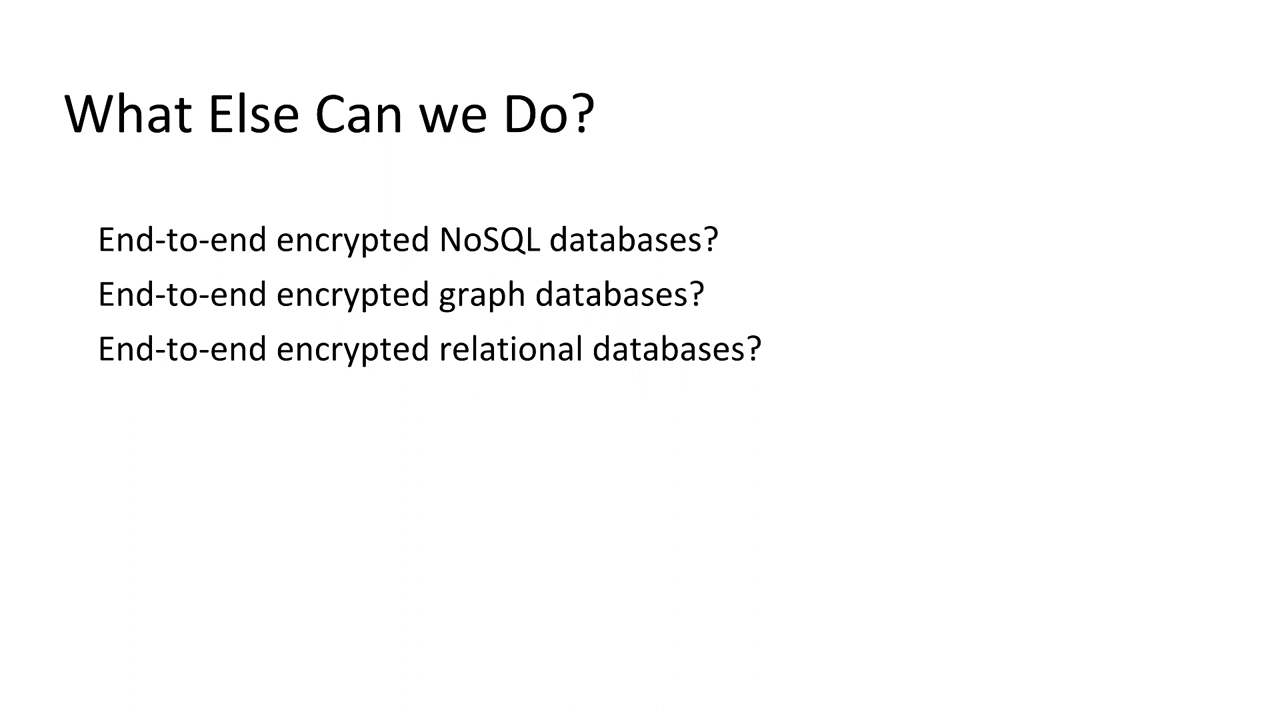 What Else Can we Do?
End-to-end encrypted NoSQL databases?
End-to-end encrypted graph databases?
End-to-end encrypted relational databases?